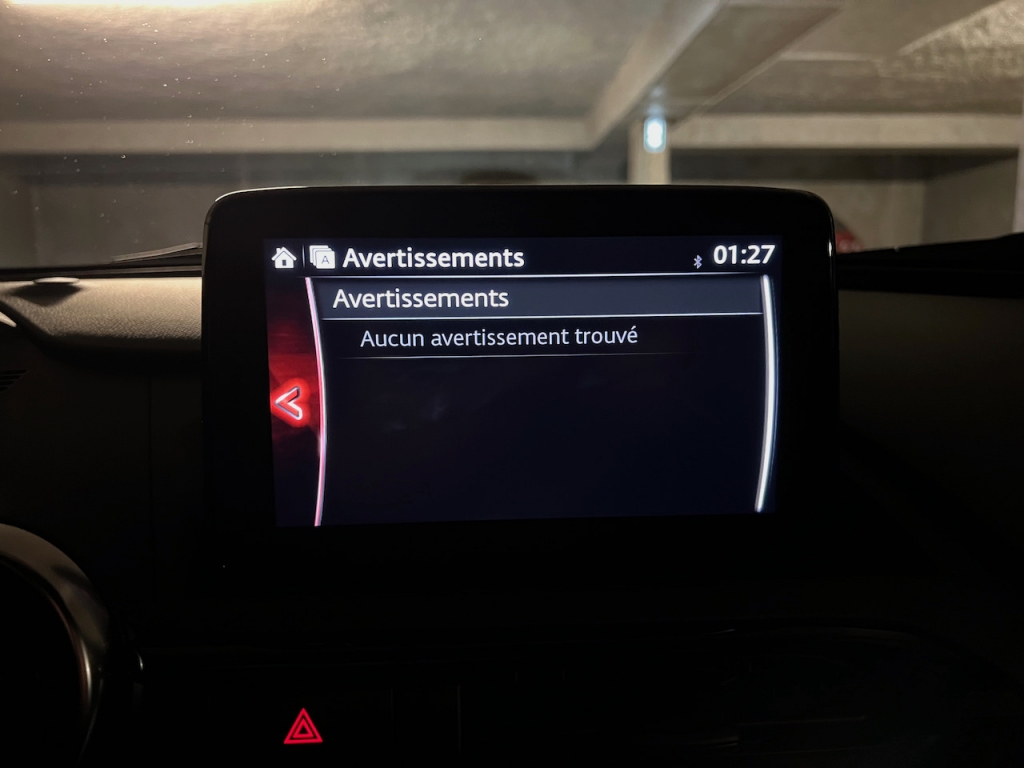 A Avertissements 01:27
Avertissements
Aucun avertissement trouvé